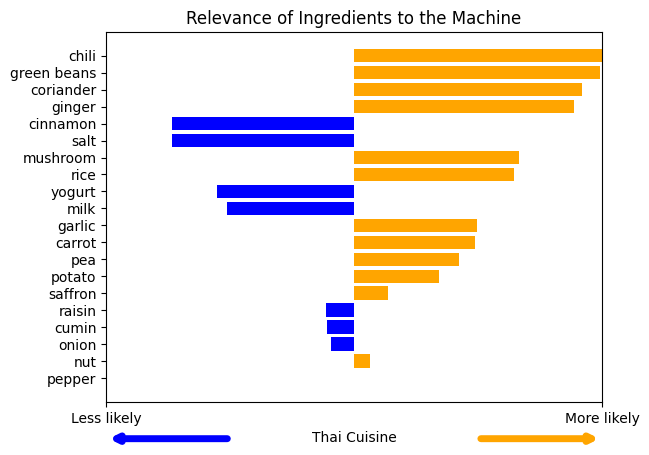 Relevance of Ingredients to the Machine
chili
green beans
coriander
ginger
cinnamon
salt
mushroom
rice
yogurt
milk
garlic
carrot
pea
potato
saffron
raisin
cumin
onion
nut
pepper
Less likely
More likely
Thai Cuisine